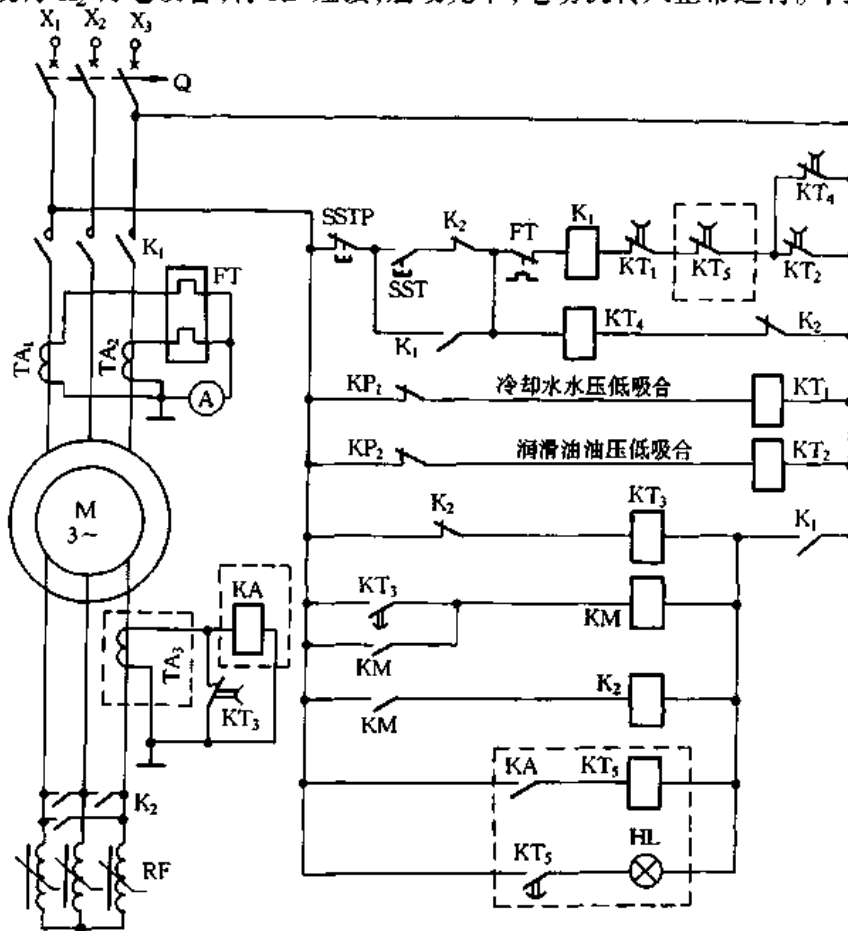 X₁ X₂ X₃
Q
KT₄
SSTP K₂ FT K₁
SST KT₁ KT₅ KT₂
K₁ FT
K₁ KT₄ K₂
TA₁ TA₂ A
KP₂ 冷却水水压低吸合 KT₁
KP₂ 润滑油油压低吸合 KT₂
M
3~
K₂ KT₃ K₁
KA KT₃ KM
TA₃ KM
KT₃ KM K₂
KA KT₅
K₂
KT₅ HL
RF